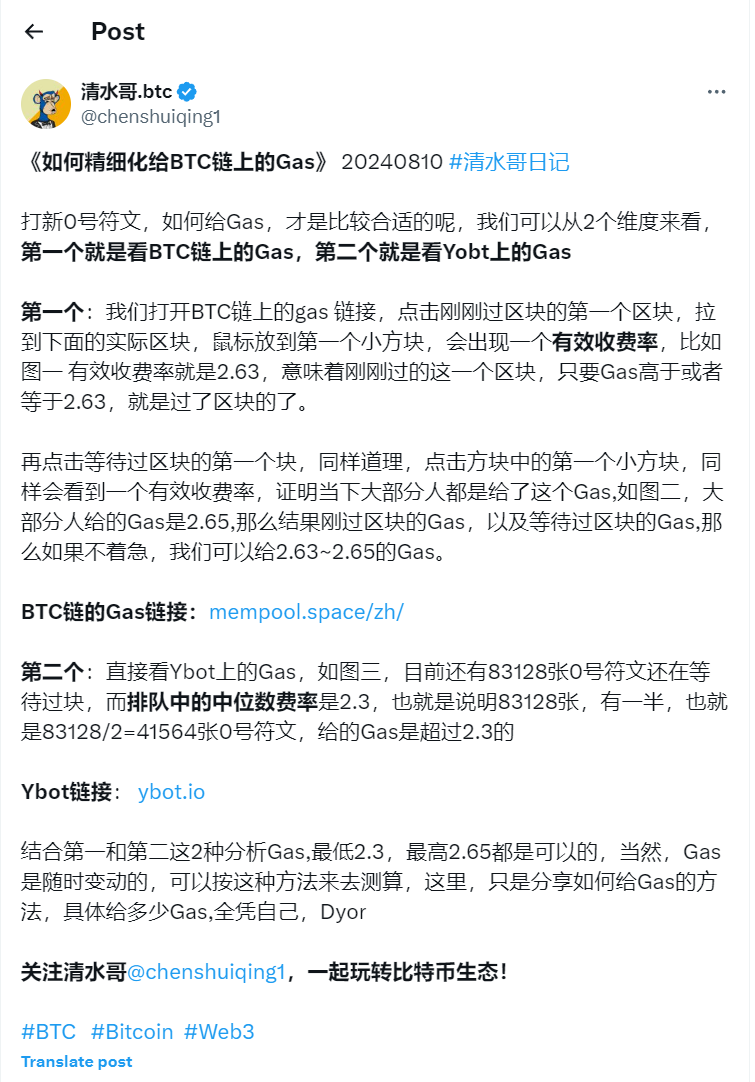 Post
清水哥.btc
@chenshuiqing1
《如何精细化给BTC链上的Gas》 20240810 #清水哥日记
打新0号符文，如何给Gas，才是比较合适的呢，我们可以从2个维度来看，
第一个就是看BTC链上的Gas，第二个就是看Yobt上的Gas
第一个：我们打开BTC链上的gas 链接，点击刚刚过区块的第一个区块，拉
到下面的实际区块，鼠标放到第一个小方块，会出现一个有效收费率，比如
图一 有效收费率就是2.63，意味着刚刚过的这一个区块，只要Gas高于或者
等于2.63，就是过了区块的了。
再点击等待过区块的第一个块，同样道理，点击方块中的第一个小方块，同
样会看到一个有效收费率，证明当下大部分人都是给了这个Gas,如图二，大
部分人给的Gas是2.65,那么结果刚过区块的Gas，以及等待过区块的Gas,那
么如果不着急，我们可以给2.63~2.65的Gas。
BTC链的Gas链接：mempool.space/zh/
第二个：直接看Ybot上的Gas，如图三，目前还有83128张0号符文还在等
待过块，而排队中的中位数费率是2.3，也就是说明83128张，有一半，也就
是83128/2=41564张0号符文，给的Gas是超过2.3的
Ybot链接： ybot.io
结合第一和第二这2种分析Gas,最低2.3，最高2.65都是可以的，当然，Gas
是随时变动的，可以按这种方法来去测算，这里，只是分享如何给Gas的方
法，具体给多少Gas,全凭自己，Dyor
关注清水哥@chenshuiqing1，一起玩转比特币生态！
#BTC #Bitcoin #Web3
Translate post